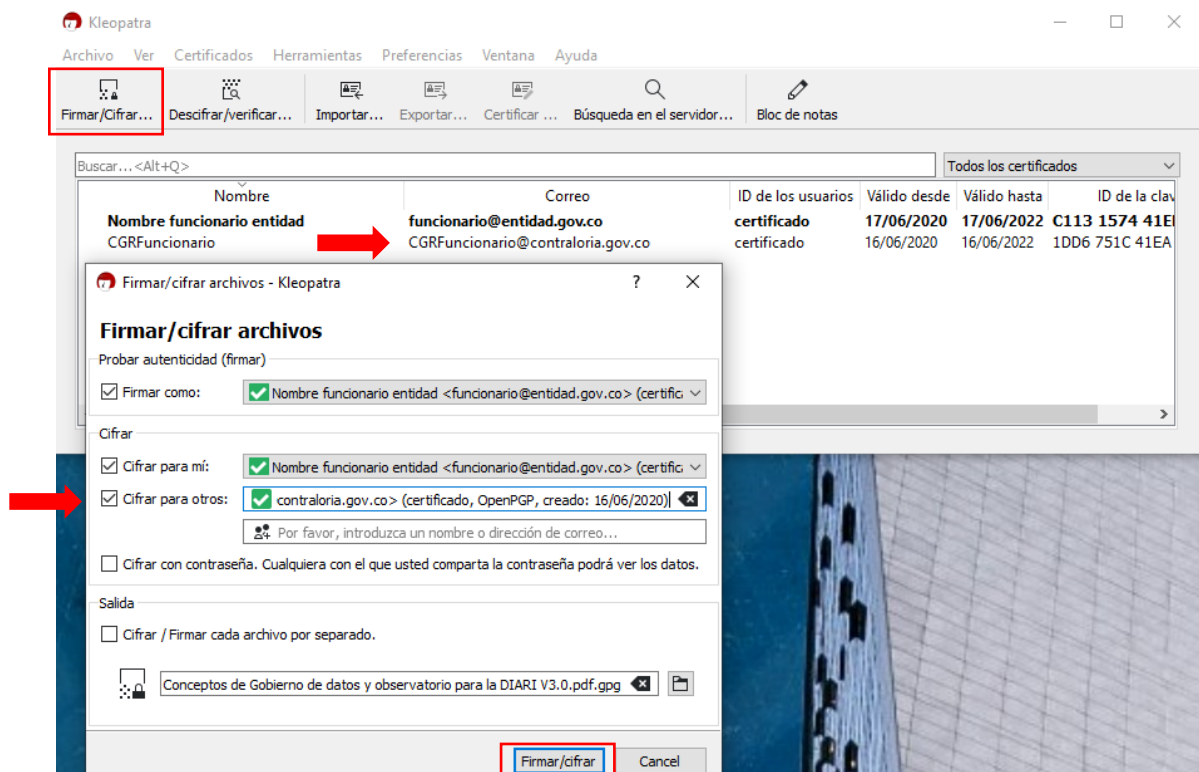 Kleopatra
Archivo Ver Certificados Herramientas Preferencias Ventana Ayuda
Firmar/Cifrar... Descifrar/verificar... Importar... Exportar... Certificar ... Búsqueda en el servidor... Bloc de notas
Buscar...<Alt+Q> Todos los certificados
Nombre Correo ID de los usuarios Válido desde Válido hasta ID de la clav
Nombre funcionario entidad funcionario@entidad.gov.co certificado 17/06/2020 17/06/2022 C113 1574 41E
CGRFuncionario CGRFuncionario@contraloria.gov.co certificado 16/06/2020 16/06/2022 1DD6 751C 41EA
Firmar/cifrar archivos - Kleopatra ? ×
Firmar/cifrar archivos
Probar autenticidad (firmar)
Firmar como: Nombre funcionario entidad <funcionario@entidad.gov.co> (certific
Cifrar
Cifrar para mí: Nombre funcionario entidad <funcionario@entidad.gov.co> (certific
Cifrar para otros: contraloria.gov.co> (certificado, OpenPGP, creado: 16/06/2020)
Por favor, introduzca un nombre o dirección de correo...
Cifrar con contraseña. Cualquiera con el que usted comparta la contraseña podrá ver los datos.
Salida
Cifrar / Firmar cada archivo por separado.
Conceptos de Gobierno de datos y observatorio para la DIARI V3.0.pdf.gpg
Firmar/cifrar Cancel